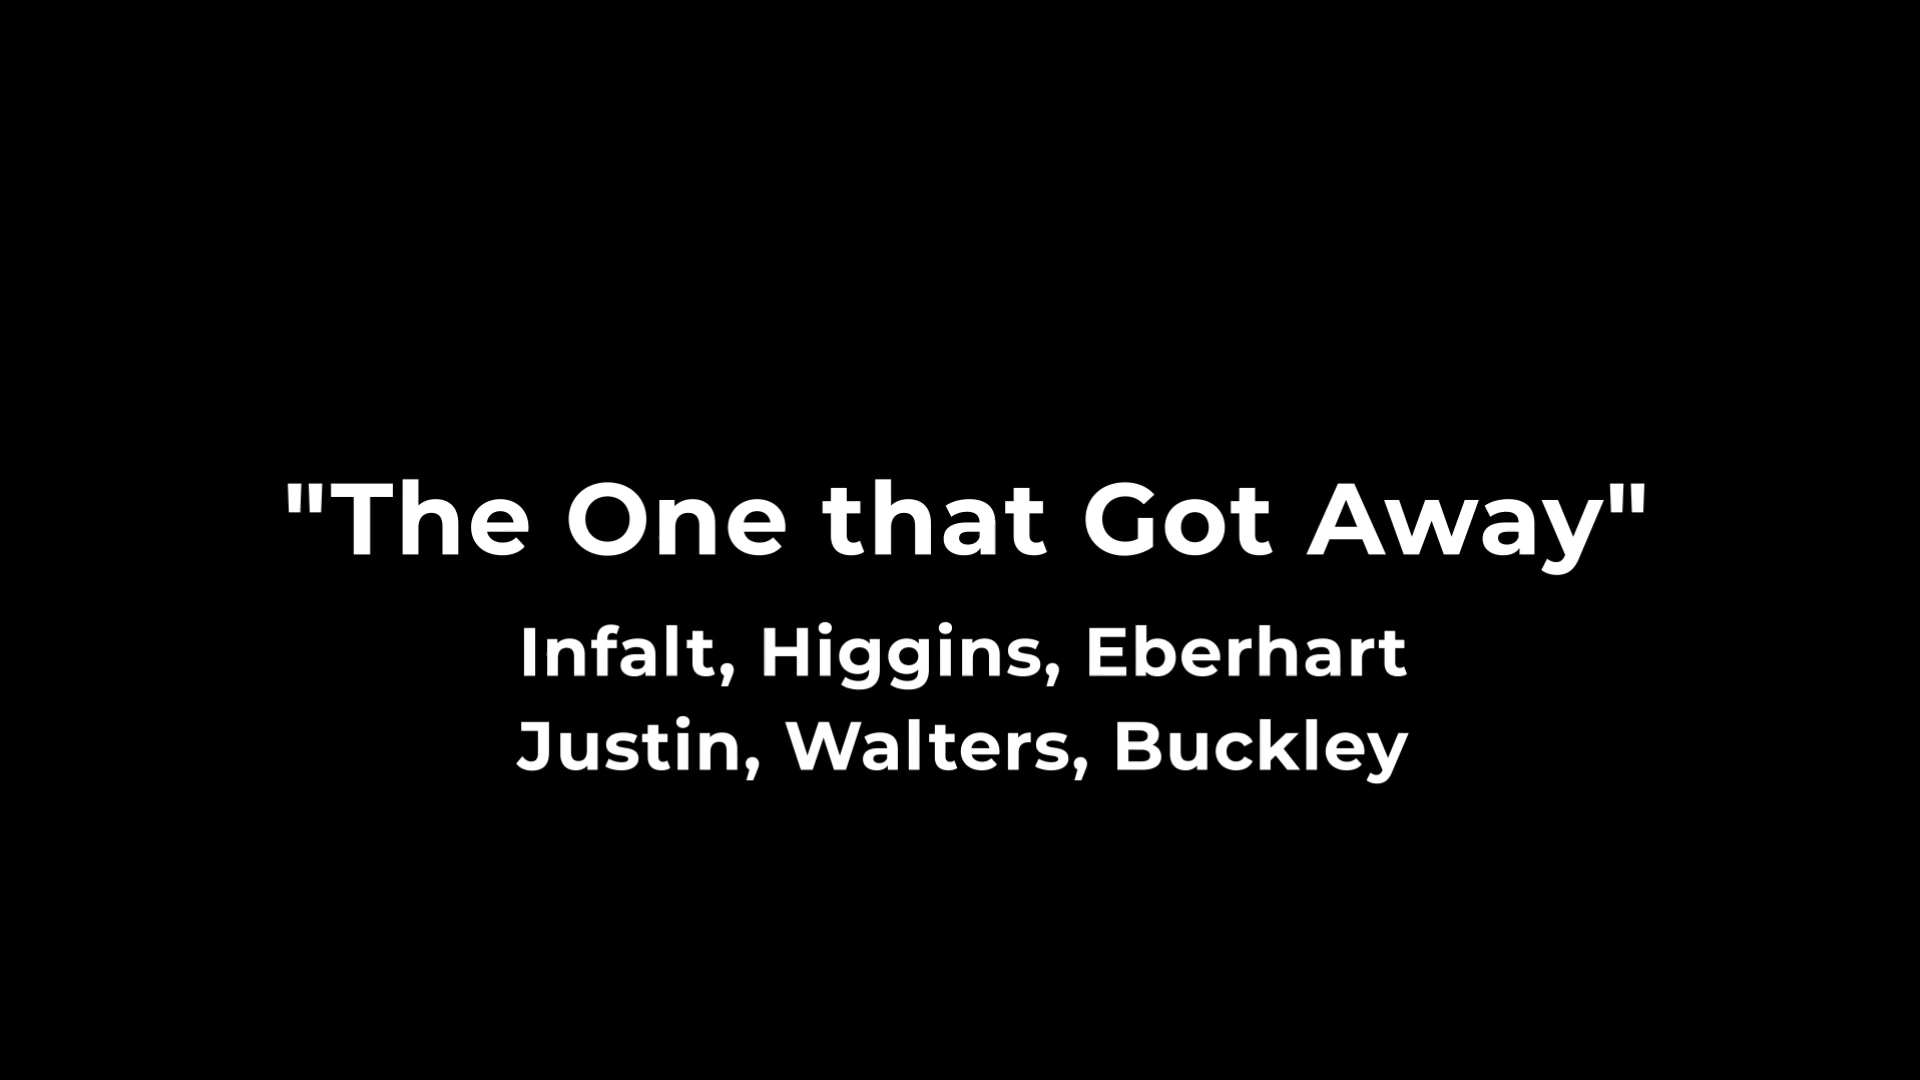 "The One that Got Away"
Infalt, Higgins, Eberhart
Justin, Walters, Buckley